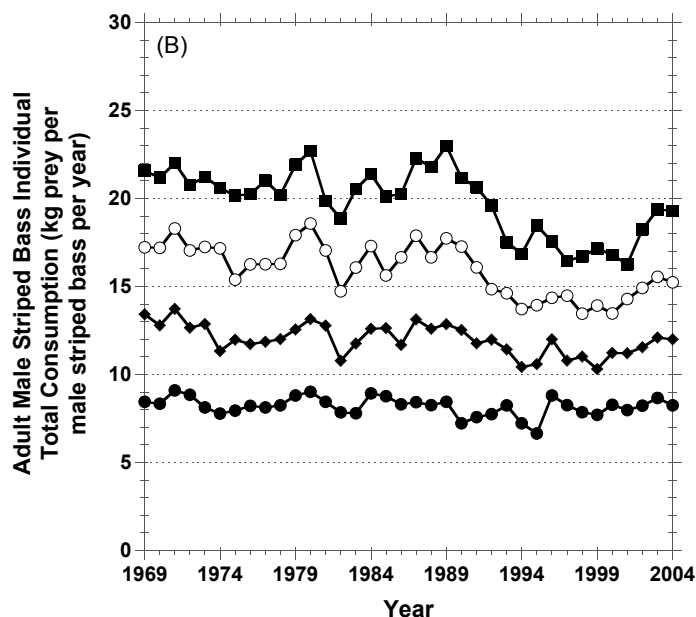 (B)
Adult Male Striped Bass Individual
Total Consumption (kg prey per
male striped bass per year)
30
25
20
15
10
5
0
1969 1974 1979 1984 1989 1994 1999 2004
Year